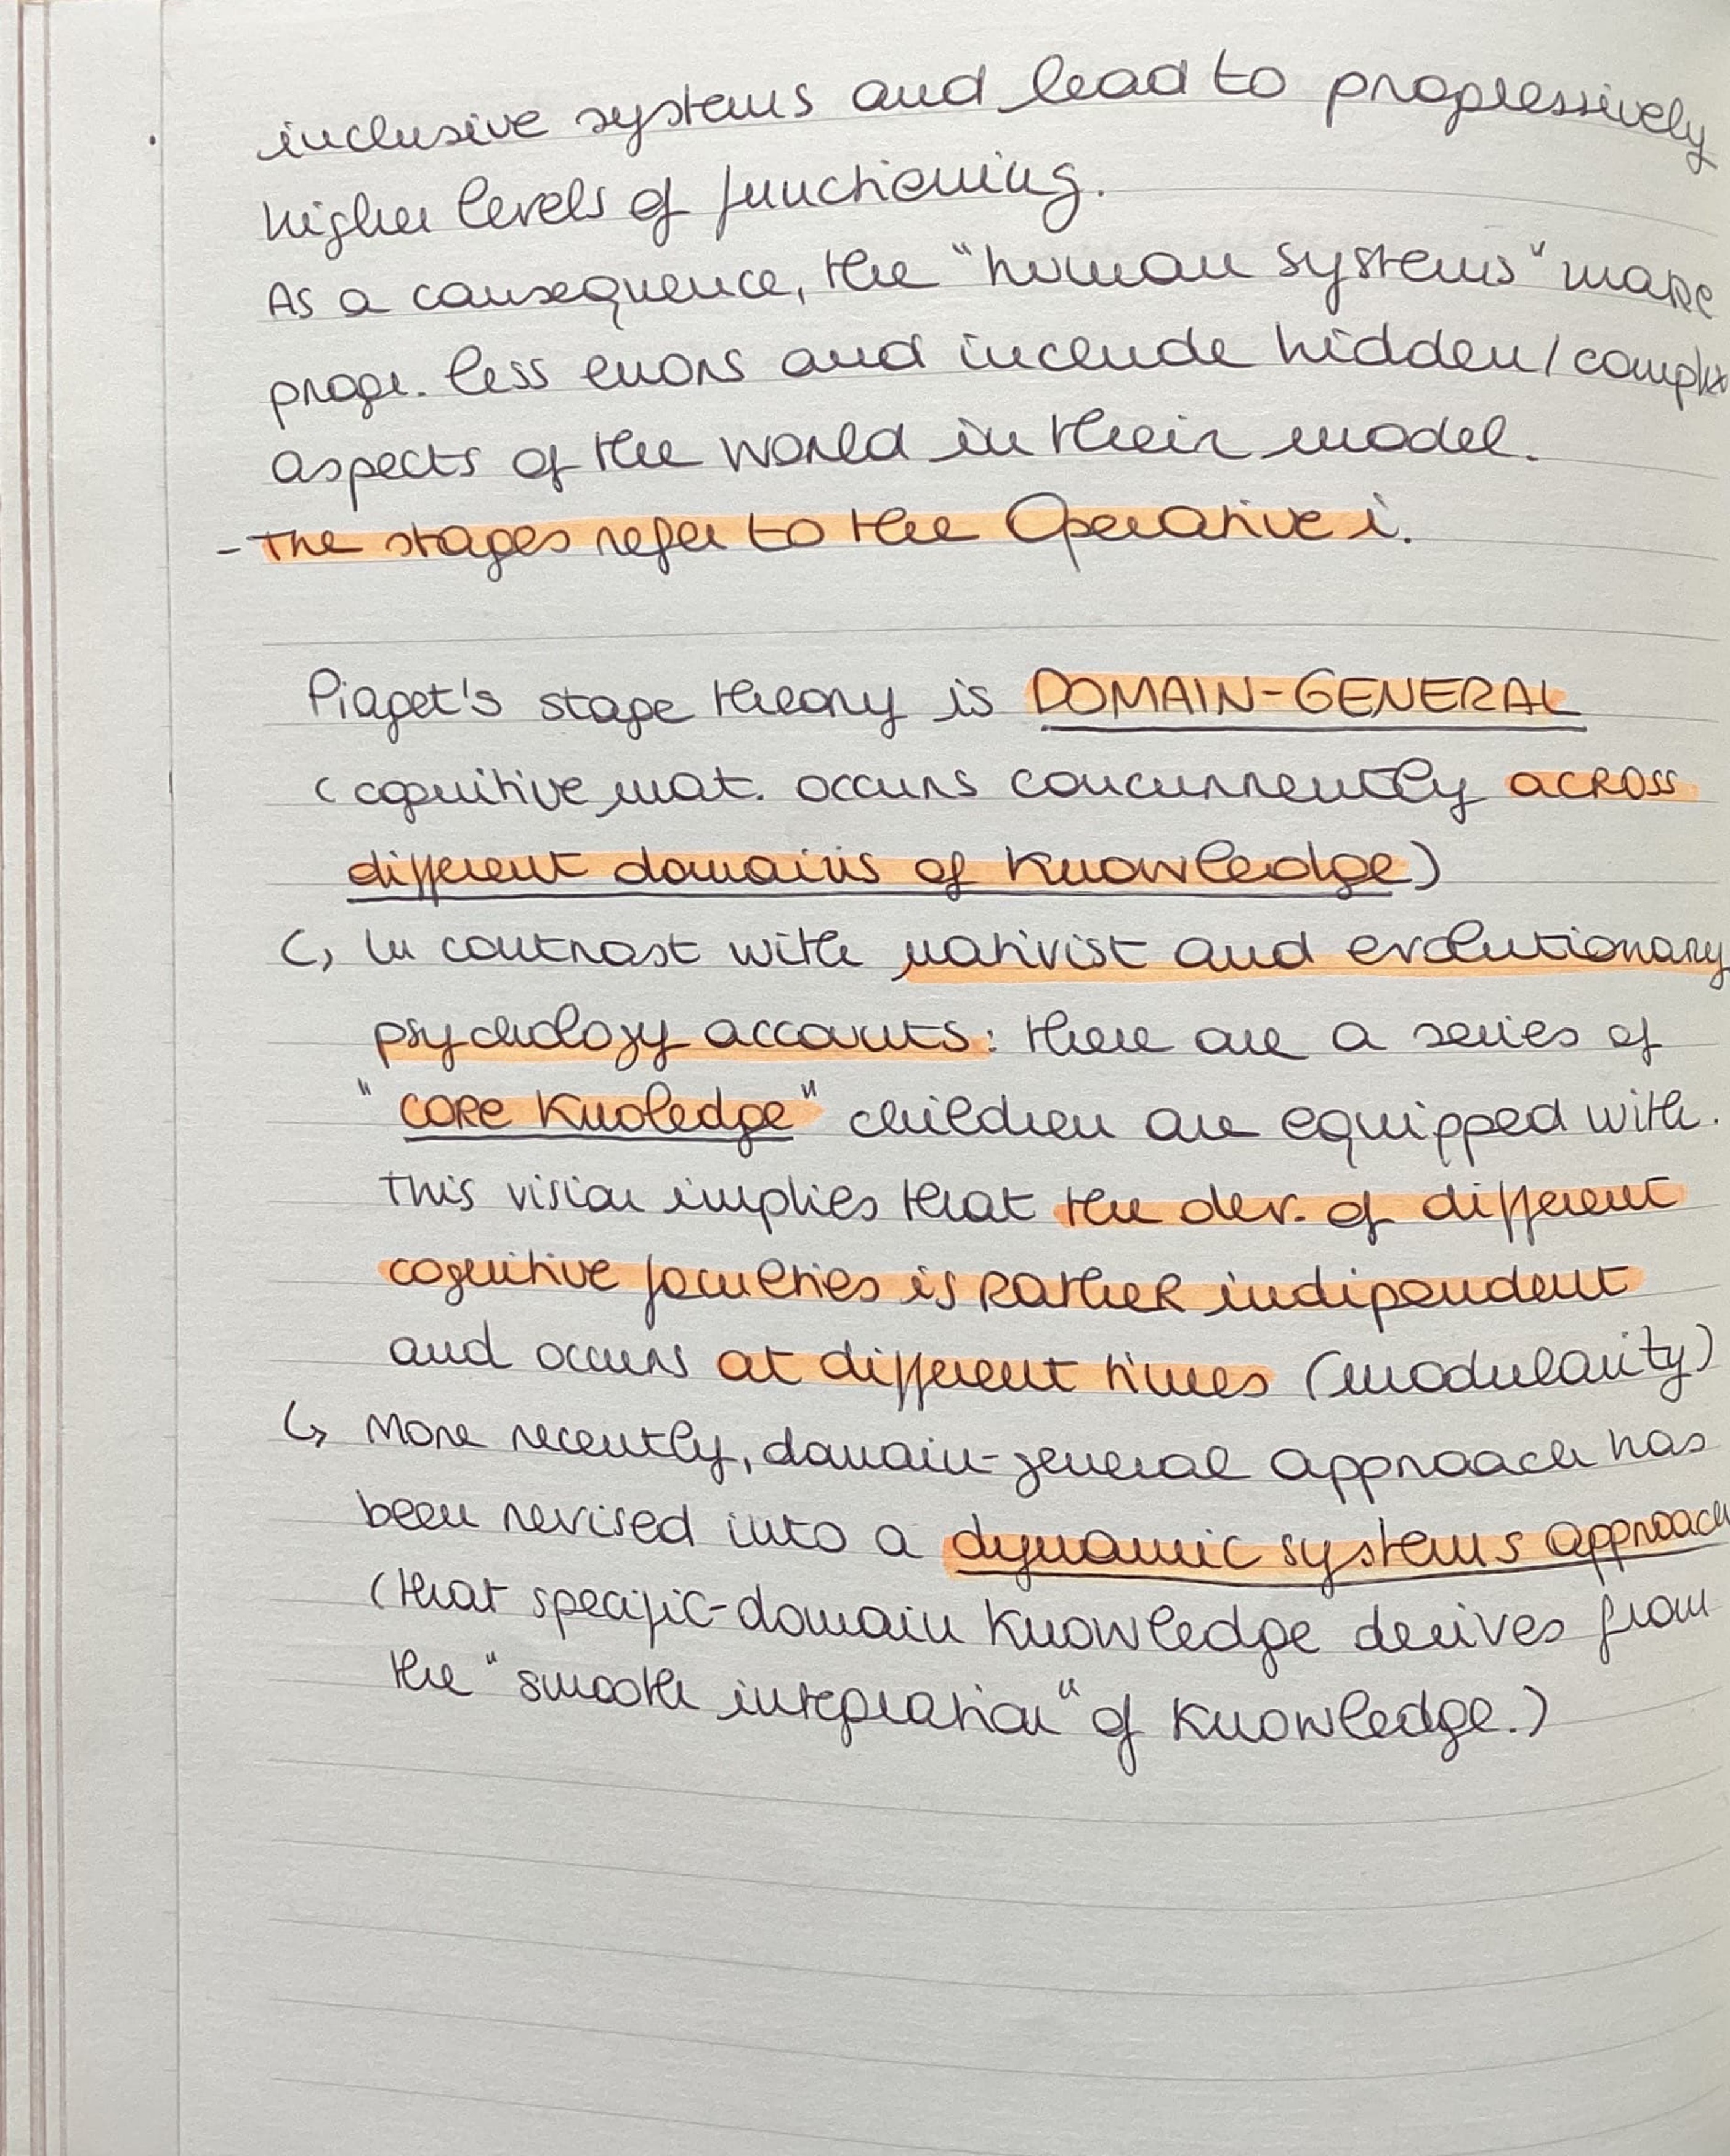 inclusive systems and lead to progressively
higher levels of functioning.
As a consequence, the "human systems" make
progr. less errors and include hidden/complex
aspects of the world in their model.
- The stages refer to the Operative i.
Piaget's stage theory is DOMAIN-GENERAL
(cognitive mat. occurs concurrently across
different domains of knowledge)
↳ In contrast with nativist and evolutionary
psychology accounts: there are a series of
"core knoledge" children are equipped with.
This vision implies that the dev. of different
cognitive faculties is rather indipendent
and occurs at different times (modularity)
↳ More recently, domain-general approach has
been revised into a dynamic systems approach
(that specific-domain knowledge derives from
the "smooth integration" of knowledge.)